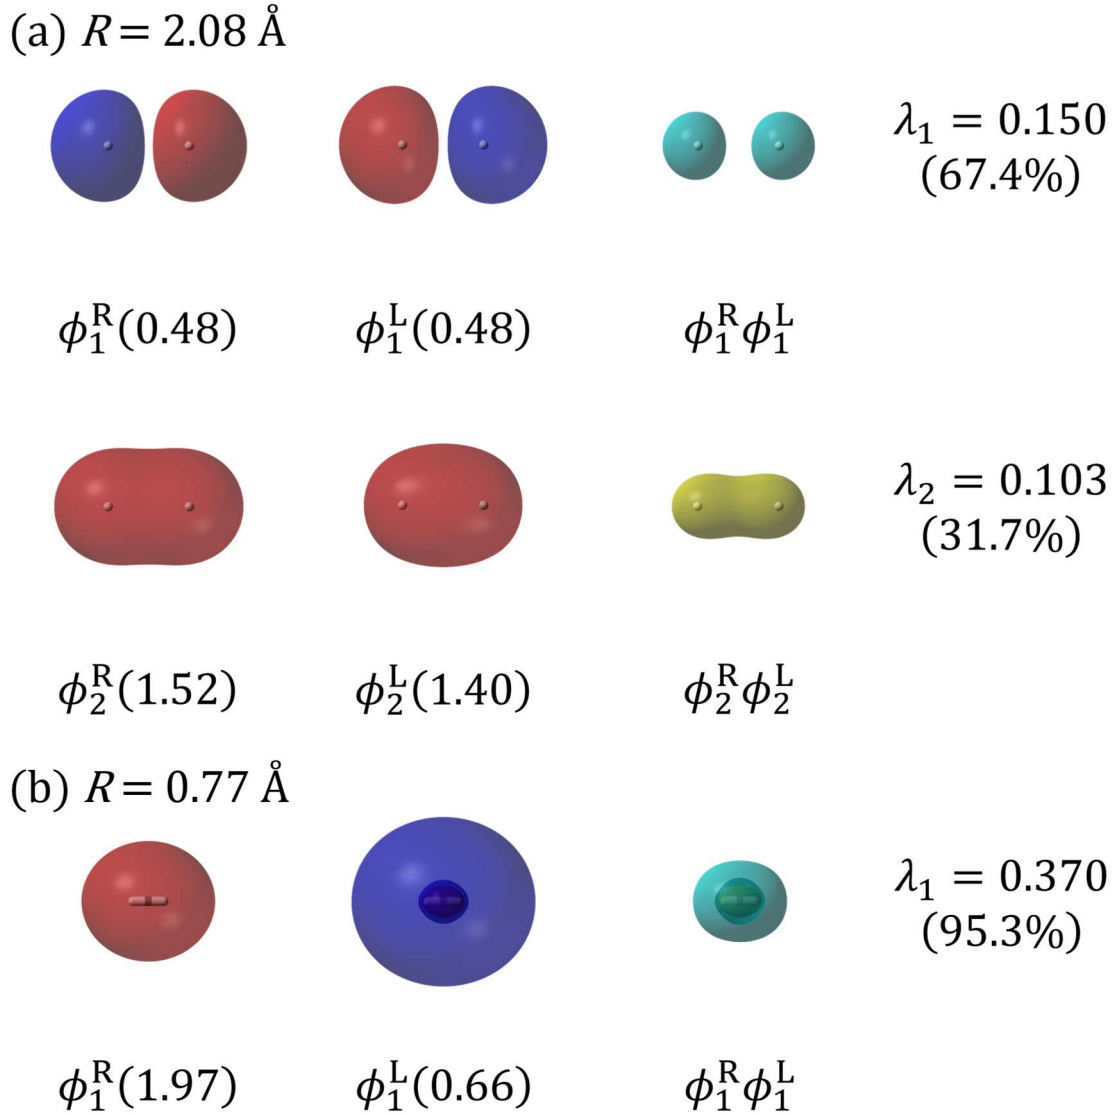 (a) R = 2.08 Å
λ₁ = 0.150
(67.4%)
ϕ₁ᴿ(0.48) ϕ₁ᴸ(0.48) ϕ₁ᴿϕ₁ᴸ
λ₂ = 0.103
(31.7%)
ϕ₂ᴿ(1.52) ϕ₂ᴸ(1.40) ϕ₂ᴿϕ₂ᴸ
(b) R = 0.77 Å
λ₁ = 0.370
(95.3%)
ϕ₁ᴿ(1.97) ϕ₁ᴸ(0.66) ϕ₁ᴿϕ₁ᴸ